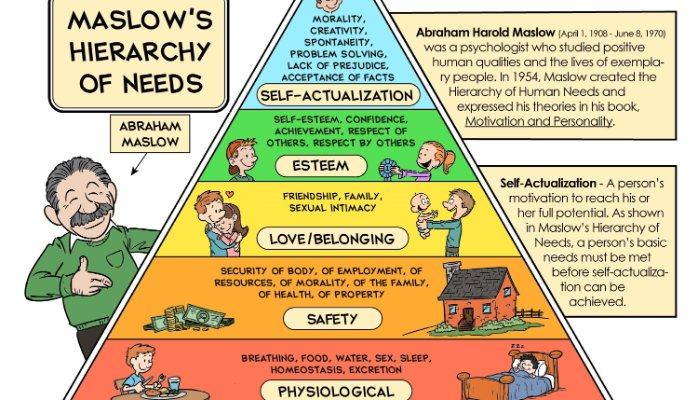 MASLOW'S
HIERARCHY
OF NEEDS
ABRAHAM
MASLOW
MORALITY,
CREATIVITY,
SPONTANEITY,
PROBLEM SOLVING,
LACK OF PREJUDICE,
ACCEPTANCE OF FACTS
SELF-ACTUALIZATION
SELF-ESTEEM, CONFIDENCE,
ACHIEVEMENT, RESPECT OF
OTHERS, RESPECT BY OTHERS
ESTEEM
FRIENDSHIP, FAMILY,
SEXUAL INTIMACY
LOVE/BELONGING
SECURITY OF BODY, OF EMPLOYMENT, OF
RESOURCES, OF MORALITY, OF THE FAMILY,
OF HEALTH, OF PROPERTY
SAFETY
BREATHING, FOOD, WATER, SEX, SLEEP,
HOMEOSTASIS, EXCRETION
PHYSIOLOGICAL
ZZZ
Abraham Harold Maslow (April 1, 1908 - June 8, 1970)
was a psychologist who studied positive
human qualities and the lives of exempla-
ry people. In 1954, Maslow created the
Hierarchy of Human Needs and
expressed his theories in his book,
Motivation and Personality.
Self-Actualization - A person's
motivation to reach his or
her full potential. As shown
in Maslow's Hierarchy of
Needs, a person's basic
needs must be met
before self-actualiza-
tion can be
achieved.